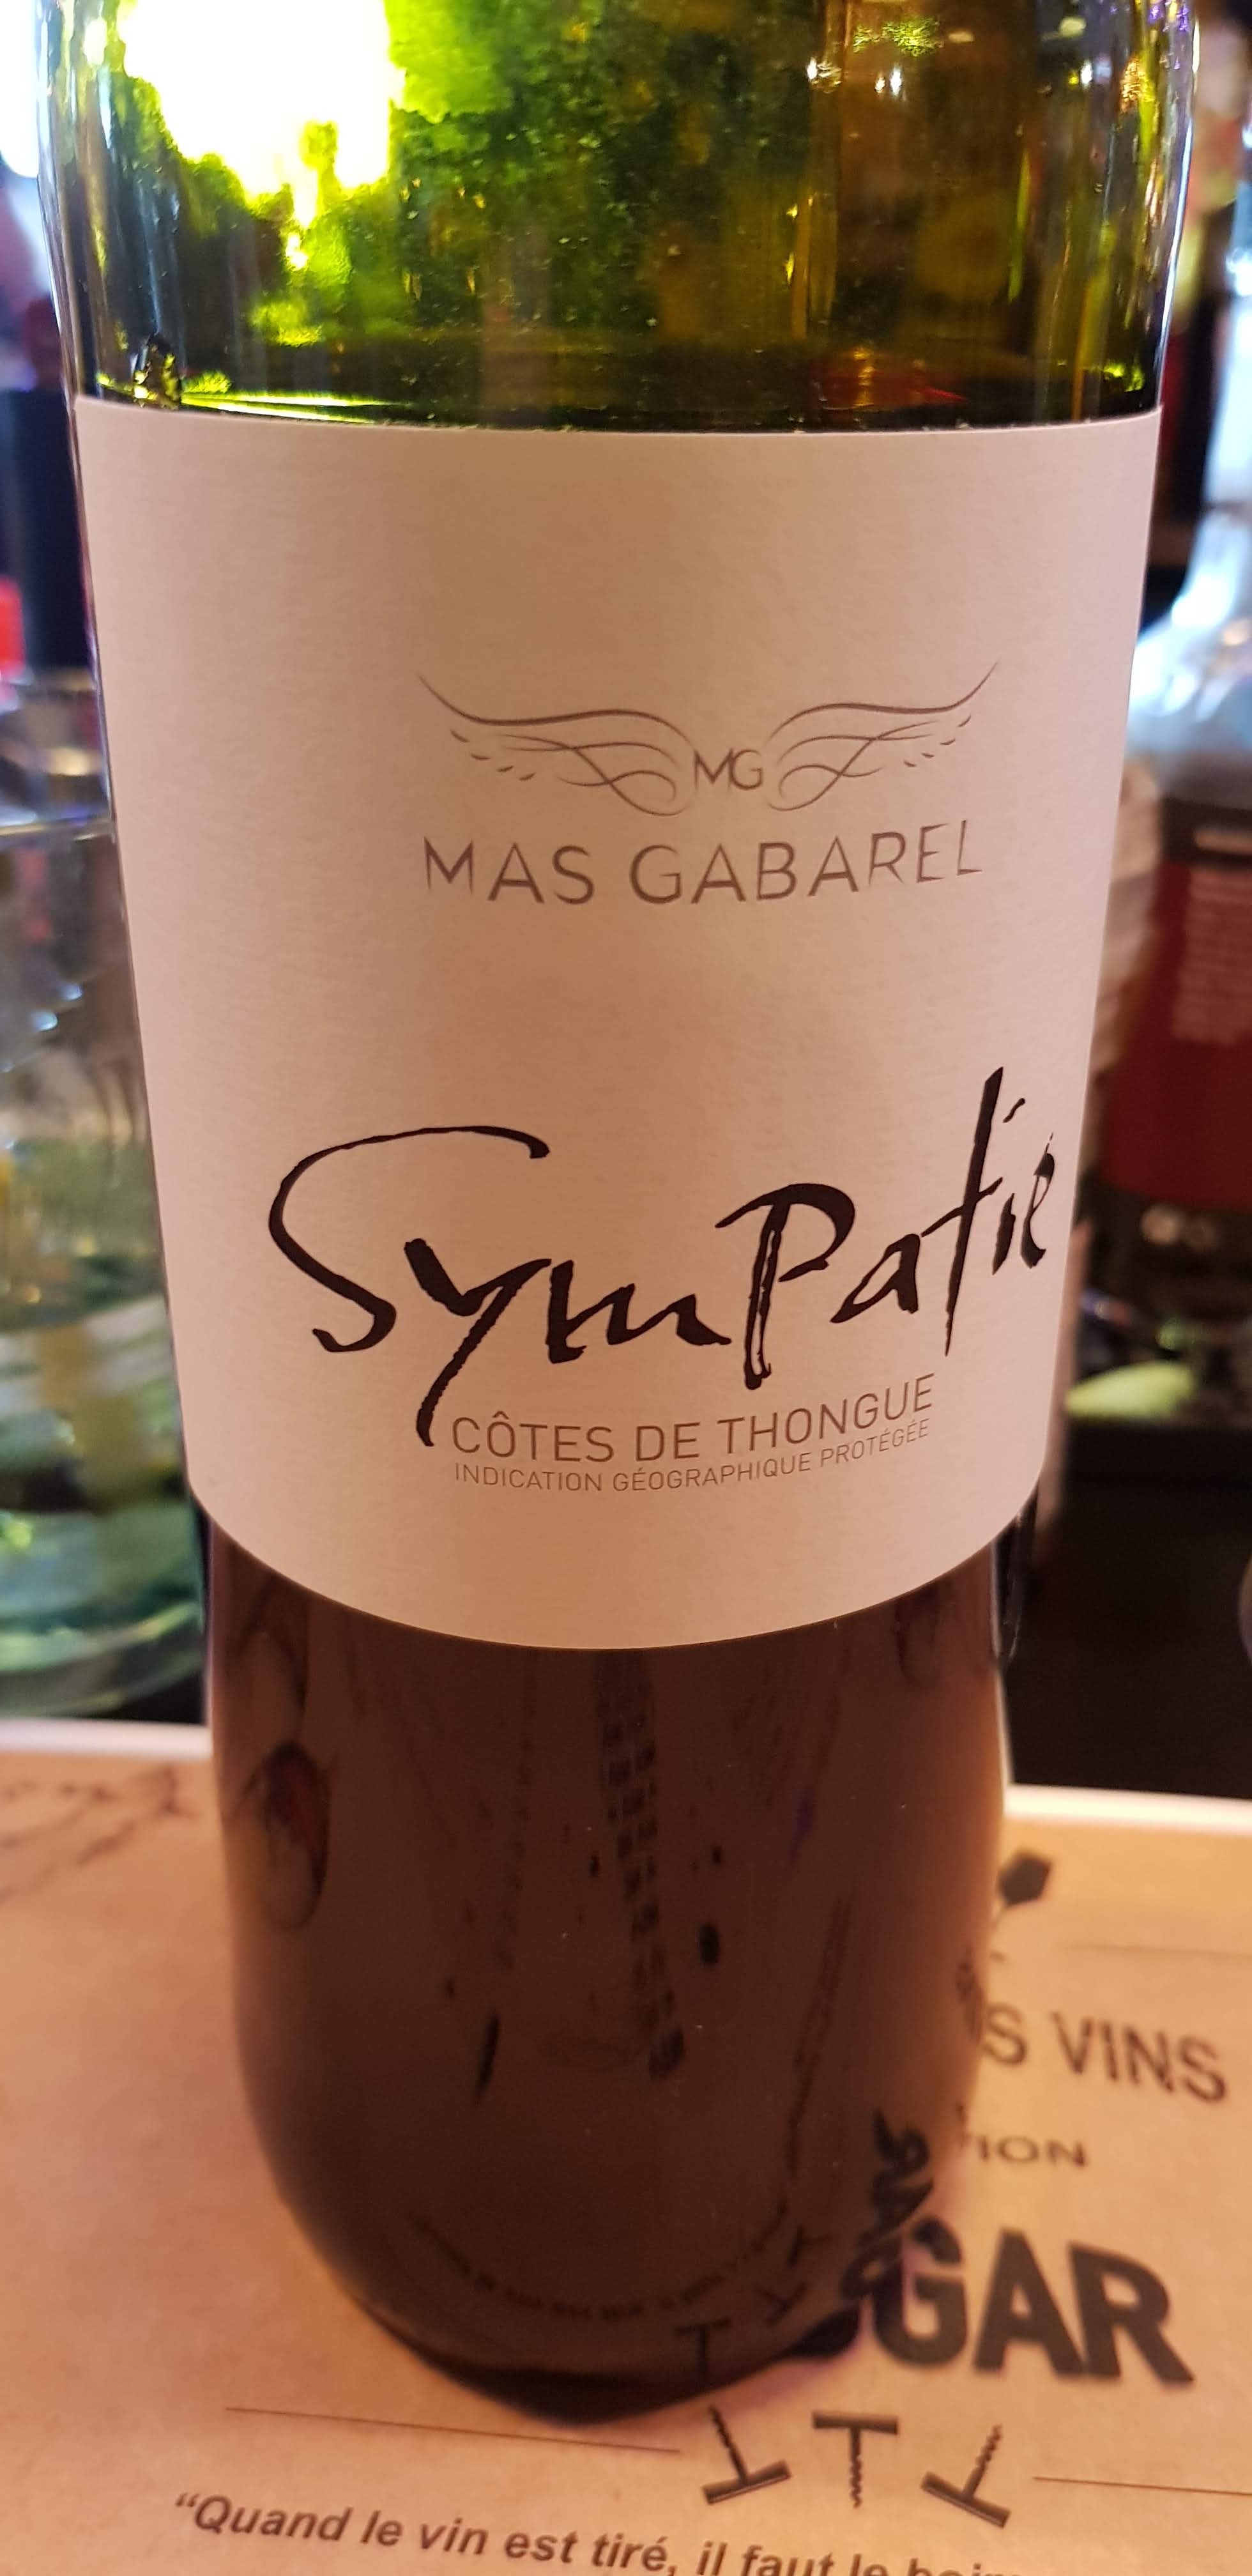 MG
MAS GABAREL
SymPatie
CÔTES DE THONGUE
INDICATION GÉOGRAPHIQUE PROTÉGÉE
VINS
GAR
“Quand le vin est tiré, il faut le